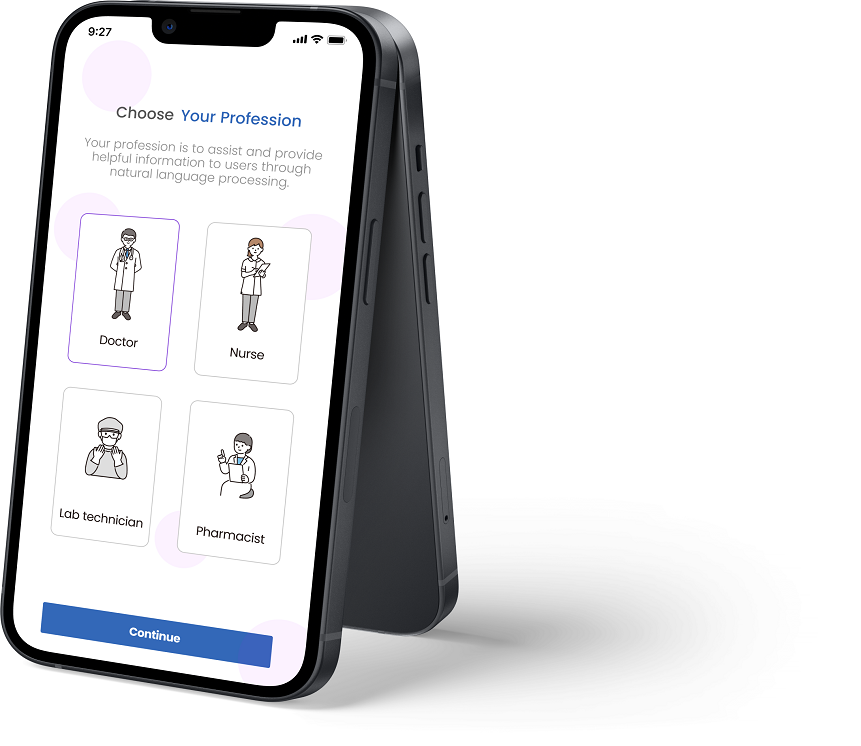 9:27
Choose Your Profession
Your profession is to assist and provide
helpful information to users through
natural language processing.
Doctor
Nurse
Lab technician
Pharmacist
Continue